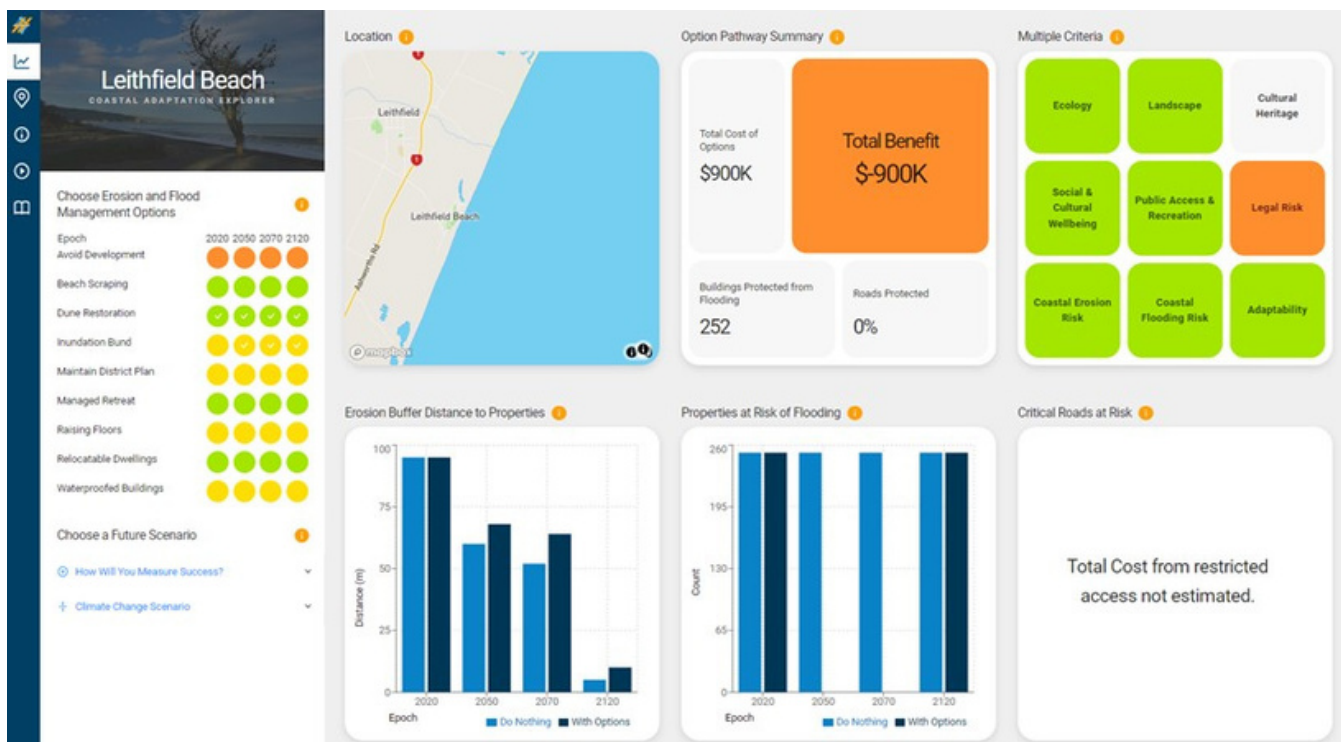 Leithfield Beach
COASTAL ADAPTATION EXPLORER
Choose Erosion and Flood
Management Options
Epoch 2020 2050 2070 2120
Avoid Development
Beach Scraping
Dune Restoration
Inundation Bund
Maintain District Plan
Managed Retreat
Raising Floors
Relocatable Dwellings
Waterproofed Buildings
Choose a Future Scenario
How Will You Measure Success?
Climate Change Scenario
Location
Leithfield
Leithfield Beach
Ashworths Rd
mapbox
Option Pathway Summary
Total Cost of
Options
$900K
Total Benefit
$-900K
Buildings Protected from
Flooding
252
Roads Protected
0%
Multiple Criteria
Ecology
Landscape
Cultural
Heritage
Social &
Cultural
Wellbeing
Public Access &
Recreation
Legal Risk
Coastal Erosion
Risk
Coastal
Flooding Risk
Adaptability
Erosion Buffer Distance to Properties
100
75
50
25
0
Distance (m)
2020 2050 2070 2120
Epoch
Do Nothing With Options
Properties at Risk of Flooding
260
195
130
65
0
Count
2020 2050 2070 2120
Epoch
Do Nothing With Options
Critical Roads at Risk
Total Cost from restricted
access not estimated.